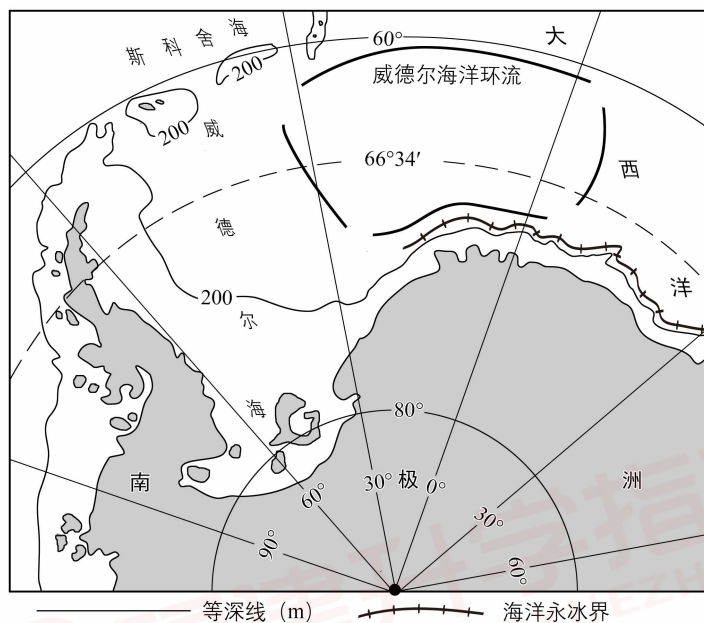 斯科舍海
60°
大
200
威德尔海洋环流
200
威
66°34′
西
德
200
尔
洋
海
80°
南
60°
30°
极
0°
洲
90°
30°
60°
等深线（m）
海洋永冰界